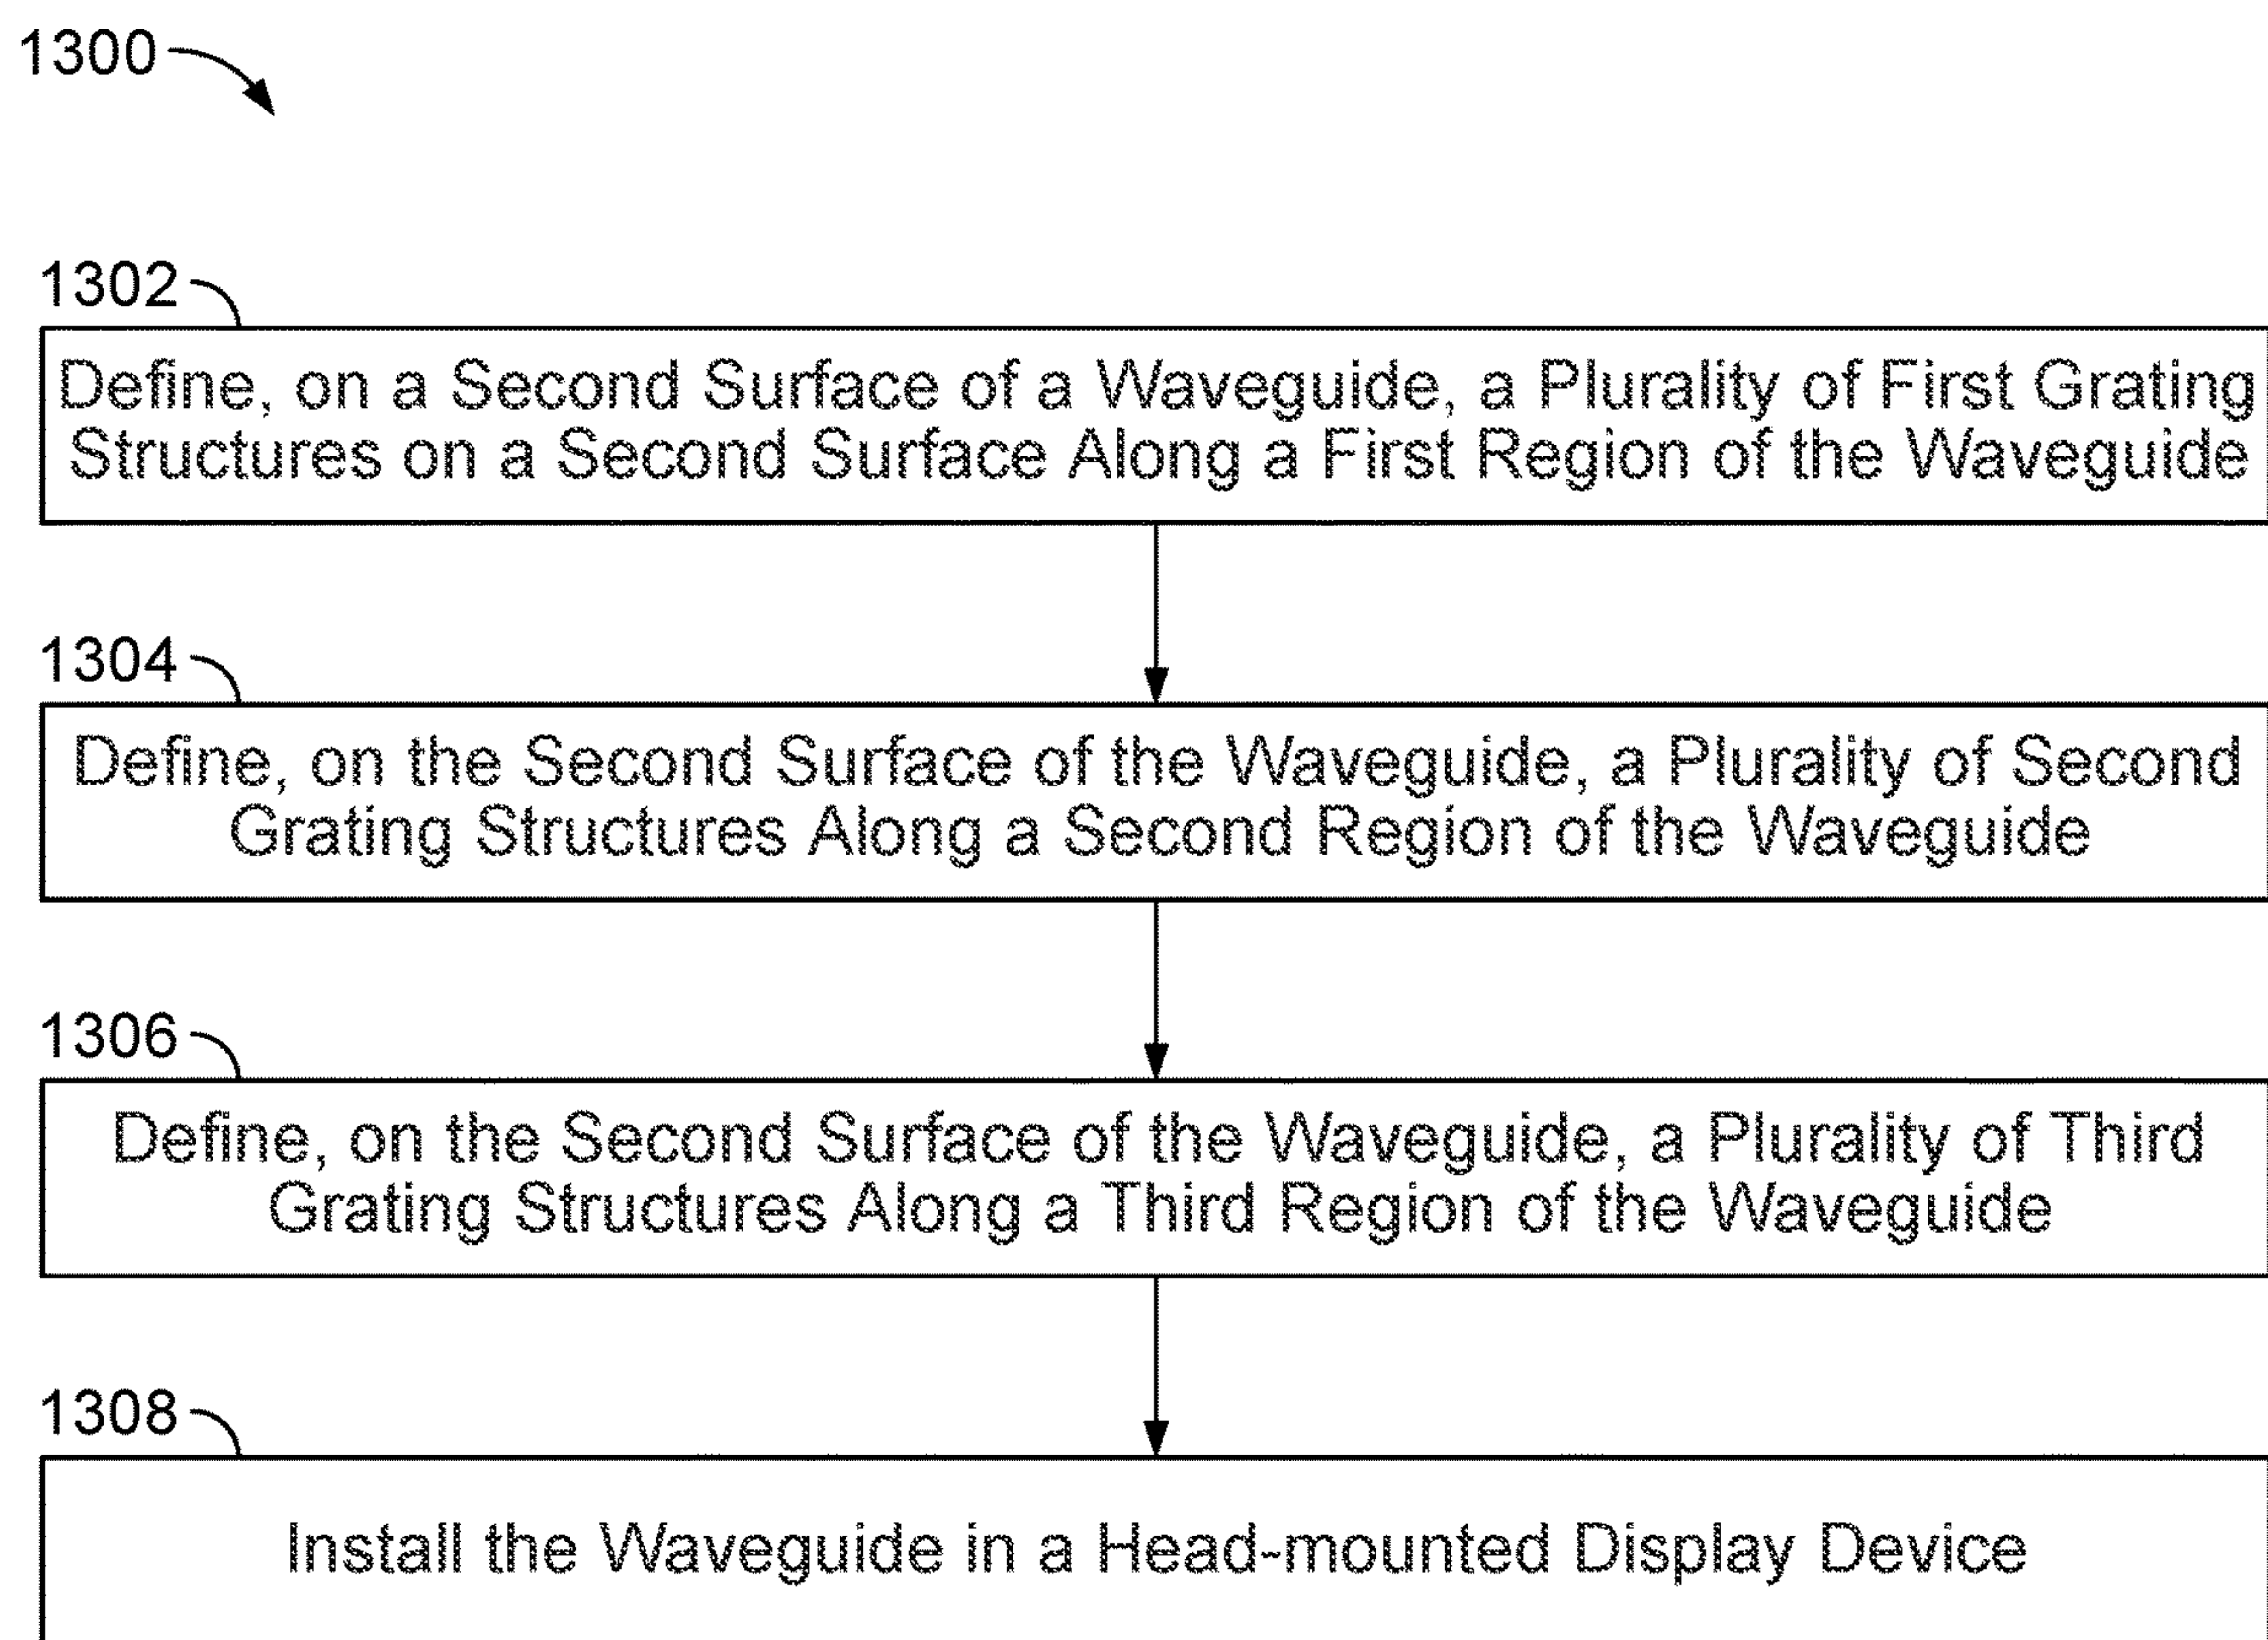 1300
1302
Define, on a Second Surface of a Waveguide, a Plurality of First Grating
Structures on a Second Surface Along a First Region of the Waveguide
1304
Define, on the Second Surface of the Waveguide, a Plurality of Second
Grating Structures Along a Second Region of the Waveguide
1306
Define, on the Second Surface of the Waveguide, a Plurality of Third
Grating Structures Along a Third Region of the Waveguide
1308
Install the Waveguide in a Head-mounted Display Device